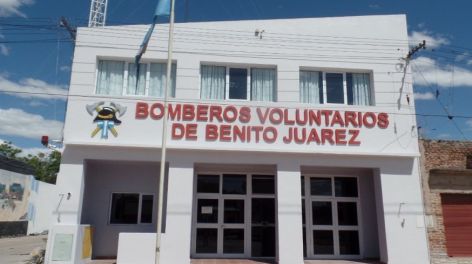 BOMBEROS VOLUNTARIOS
DE BENITO JUAREZ